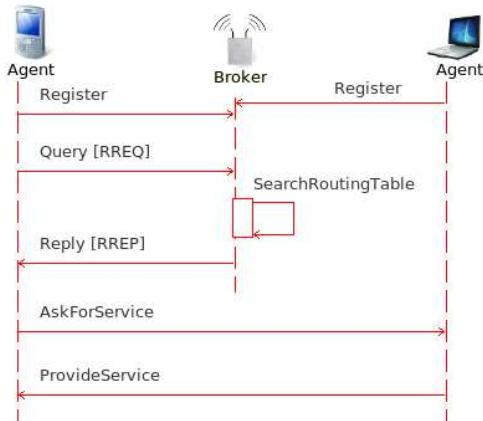 Agent
Broker
Agent
Register
Register
Query [RREQ]
SearchRoutingTable
Reply [RREP]
AskForService
ProvideService